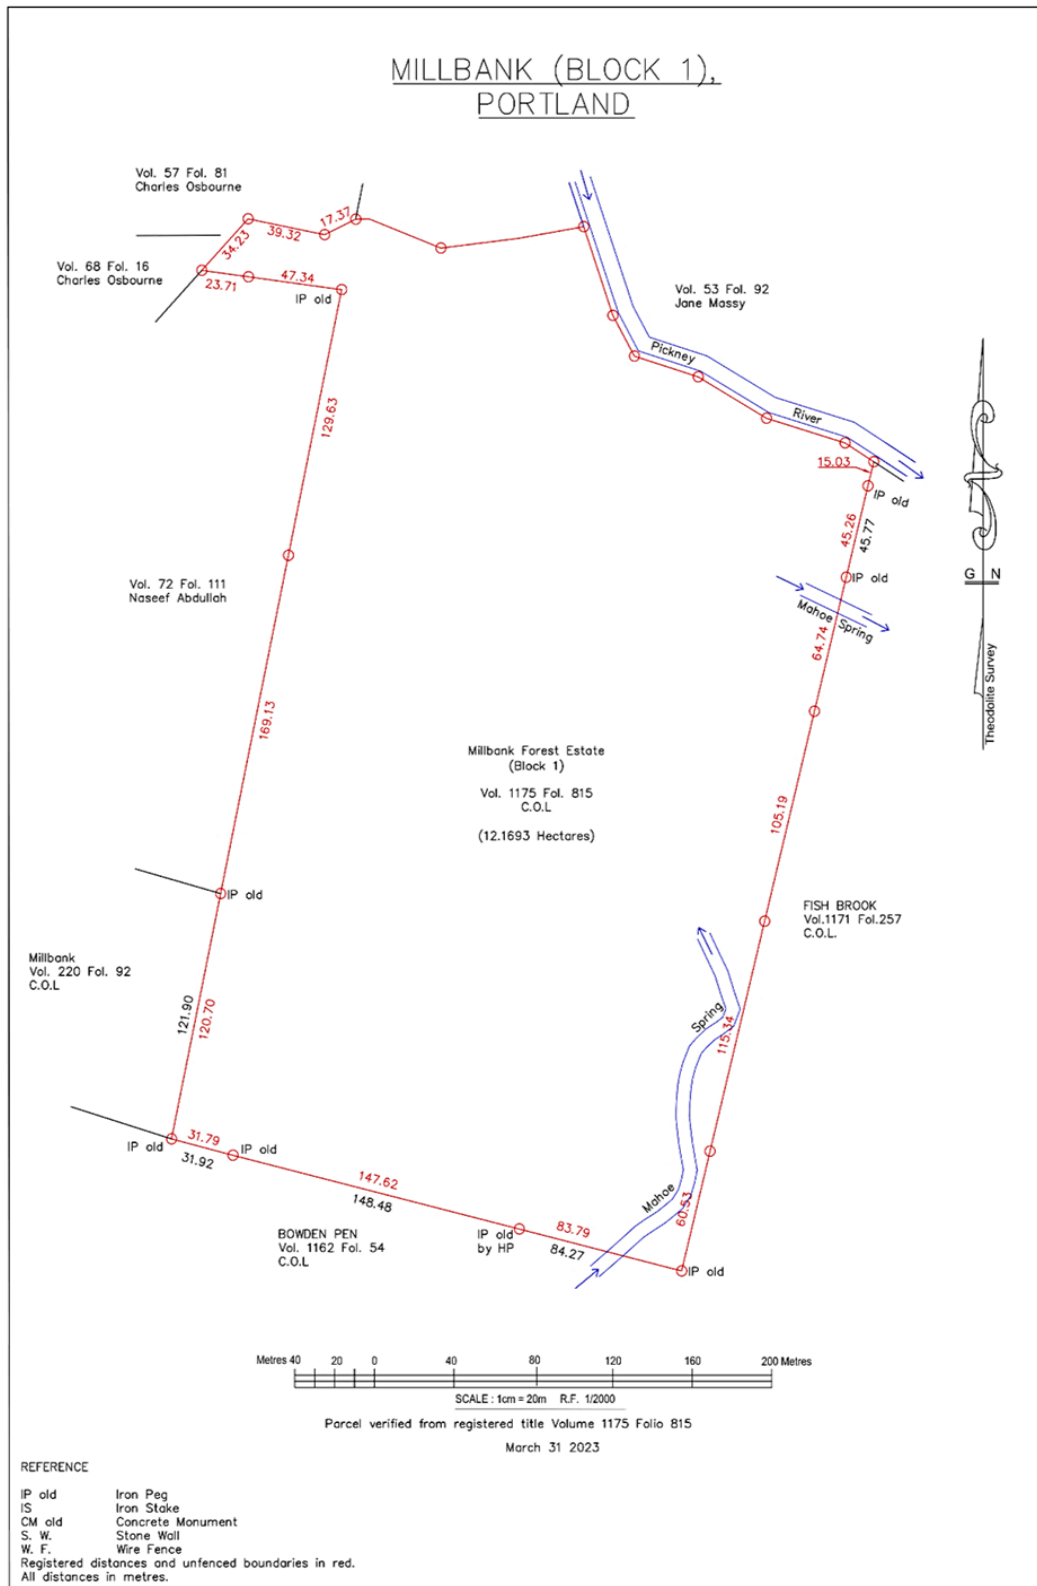 MILLBANK (BLOCK 1),
PORTLAND
Vol. 57 Fol. 81
Charles Osbourne
17.37
39.32
34.23
Vol. 68 Fol. 16
Charles Osbourne
23.71
47.34
IP old
Vol. 53 Fol. 92
Jane Massy
Pickney
River
15.03
IP old
129.63
45.26
45.77
IP old
G N
Theodolite Survey
Vol. 72 Fol. 111
Naseef Abdullah
Mahoe Spring
64.74
169.13
Millbank Forest Estate
(Block 1)
Vol. 1175 Fol. 815
C.O.L
(12.1693 Hectares)
105.19
IP old
FISH BROOK
Vol.1171 Fol.257
C.O.L.
Millbank
Vol. 220 Fol. 92
C.O.L
121.90
120.70
Spring
115.34
IP old
31.79
31.92
IP old
147.62
148.48
Mahoe
60.53
BOWDEN PEN
Vol. 1162 Fol. 54
C.O.L
IP old
by HP
83.79
84.27
IP old
Metres 40 20 0 40 80 120 160 200 Metres
SCALE : 1cm = 20m R.F. 1/2000
Parcel verified from registered title Volume 1175 Folio 815
March 31 2023
REFERENCE
IP old Iron Peg
IS Iron Stake
CM old Concrete Monument
S. W. Stone Wall
W. F. Wire Fence
Registered distances and unfenced boundaries in red.
All distances in metres.